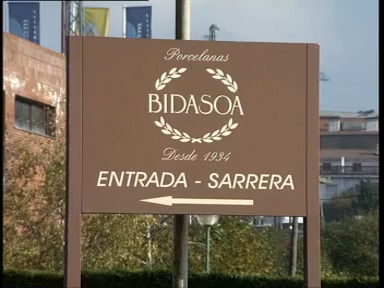 Porcelanas
BIDASOA
Desde 1934
ENTRADA - SARRERA